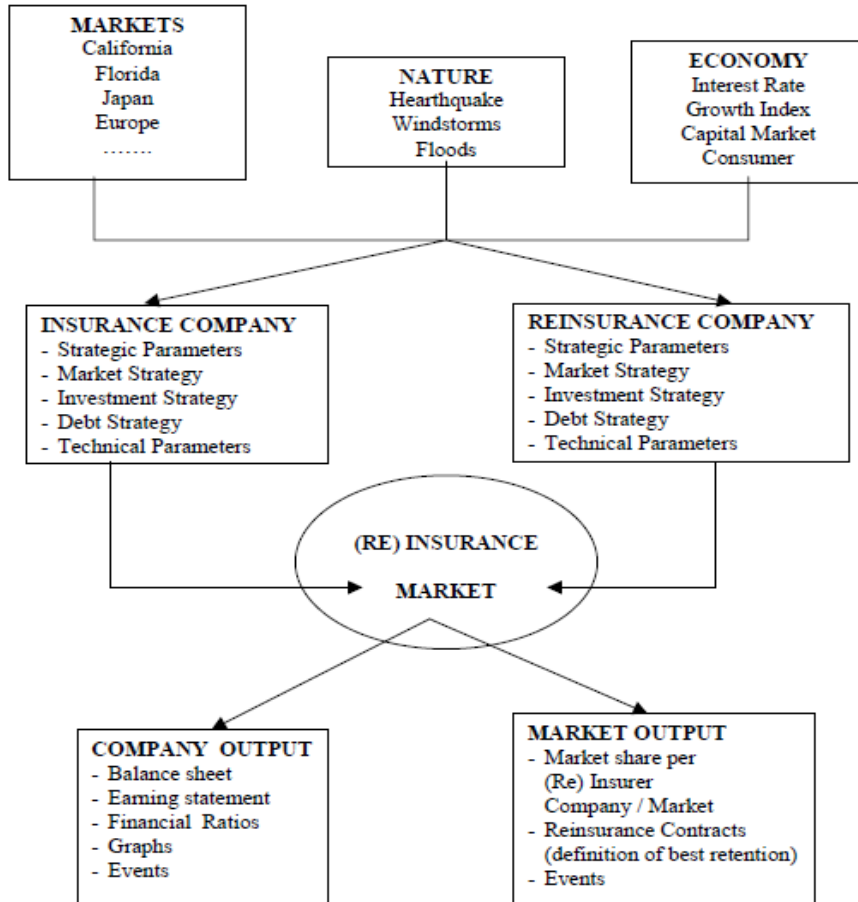 MARKETS
California
Florida
Japan
Europe
.......
NATURE
Hearthquake
Windstorms
Floods
ECONOMY
Interest Rate
Growth Index
Capital Market
Consumer
INSURANCE COMPANY
- Strategic Parameters
- Market Strategy
- Investment Strategy
- Debt Strategy
- Technical Parameters
REINSURANCE COMPANY
- Strategic Parameters
- Market Strategy
- Investment Strategy
- Debt Strategy
- Technical Parameters
(RE) INSURANCE
MARKET
COMPANY OUTPUT
- Balance sheet
- Earning statement
- Financial Ratios
- Graphs
- Events
MARKET OUTPUT
- Market share per
(Re) Insurer
Company / Market
- Reinsurance Contracts
(definition of best retention)
- Events